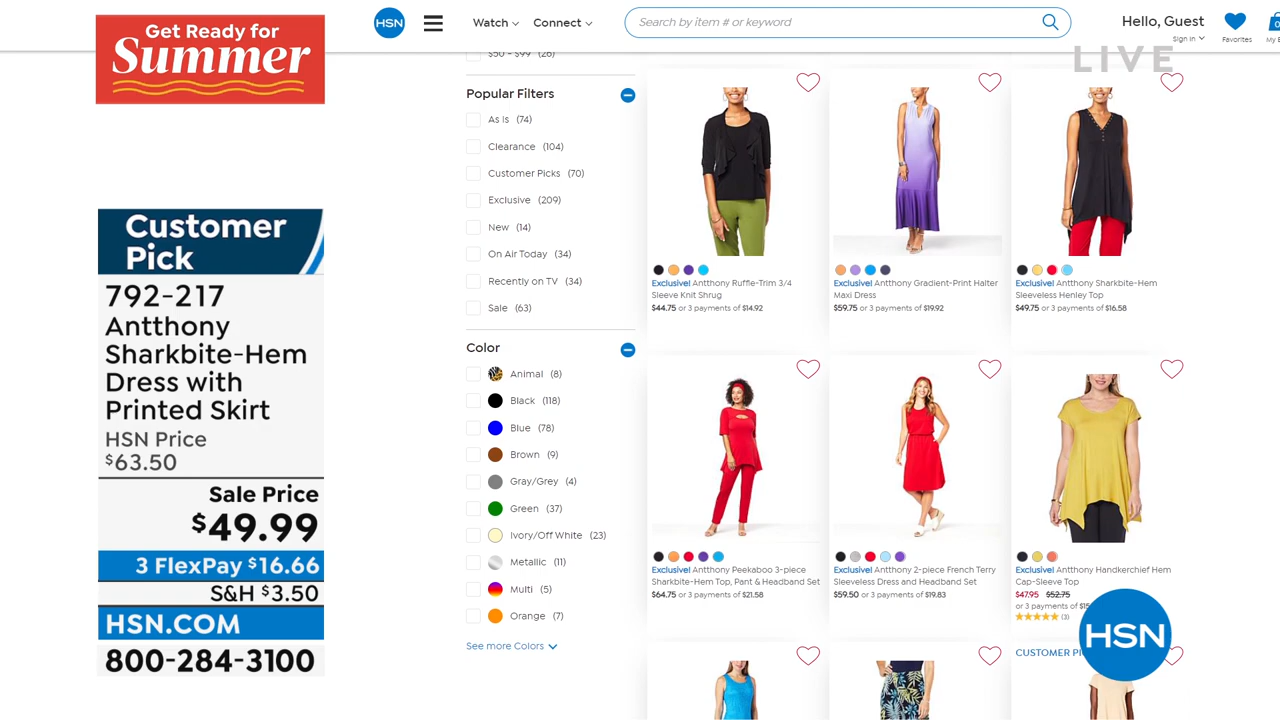 Get Ready for
Summer
HSN
Watch
Connect
Search by item # or keyword
Hello, Guest
Sign In
Favorites
0
LIVE
Customer
Pick
792-217
Antthony
Sharkbite-Hem
Dress with
Printed Skirt
HSN Price
$63.50
Sale Price
$49.99
3 FlexPay $16.66
S&H $3.50
HSN.COM
800-284-3100
$50 - $99 (26)
Popular Filters
As Is (74)
Clearance (104)
Customer Picks (70)
Exclusive (209)
New (14)
On Air Today (34)
Recently on TV (34)
Sale (63)
Color
Animal (8)
Black (118)
Blue (78)
Brown (9)
Gray/Grey (4)
Green (37)
Ivory/Off White (23)
Metallic (11)
Multi (5)
Orange (7)
See more Colors
Exclusive! Antthony Ruffle-Trim 3/4
Sleeve Knit Shrug
$44.75 or 3 payments of $14.92
Exclusive! Antthony Gradient-Print Halter
Maxi Dress
$59.75 or 3 payments of $19.92
Exclusive! Antthony Sharkbite-Hem
Sleeveless Henley Top
$49.75 or 3 payments of $16.58
Exclusive! Antthony Peekaboo 3-piece
Sharkbite-Hem Top, Pant & Headband Set
$64.75 or 3 payments of $21.58
Exclusive! Antthony 2-piece French Terry
Sleeveless Dress and Headband Set
$59.50 or 3 payments of $19.83
Exclusive! Antthony Handkerchief Hem
Cap-Sleeve Top
$47.95 $52.75
or 3 payments of
(3)
CUSTOMER
HSN